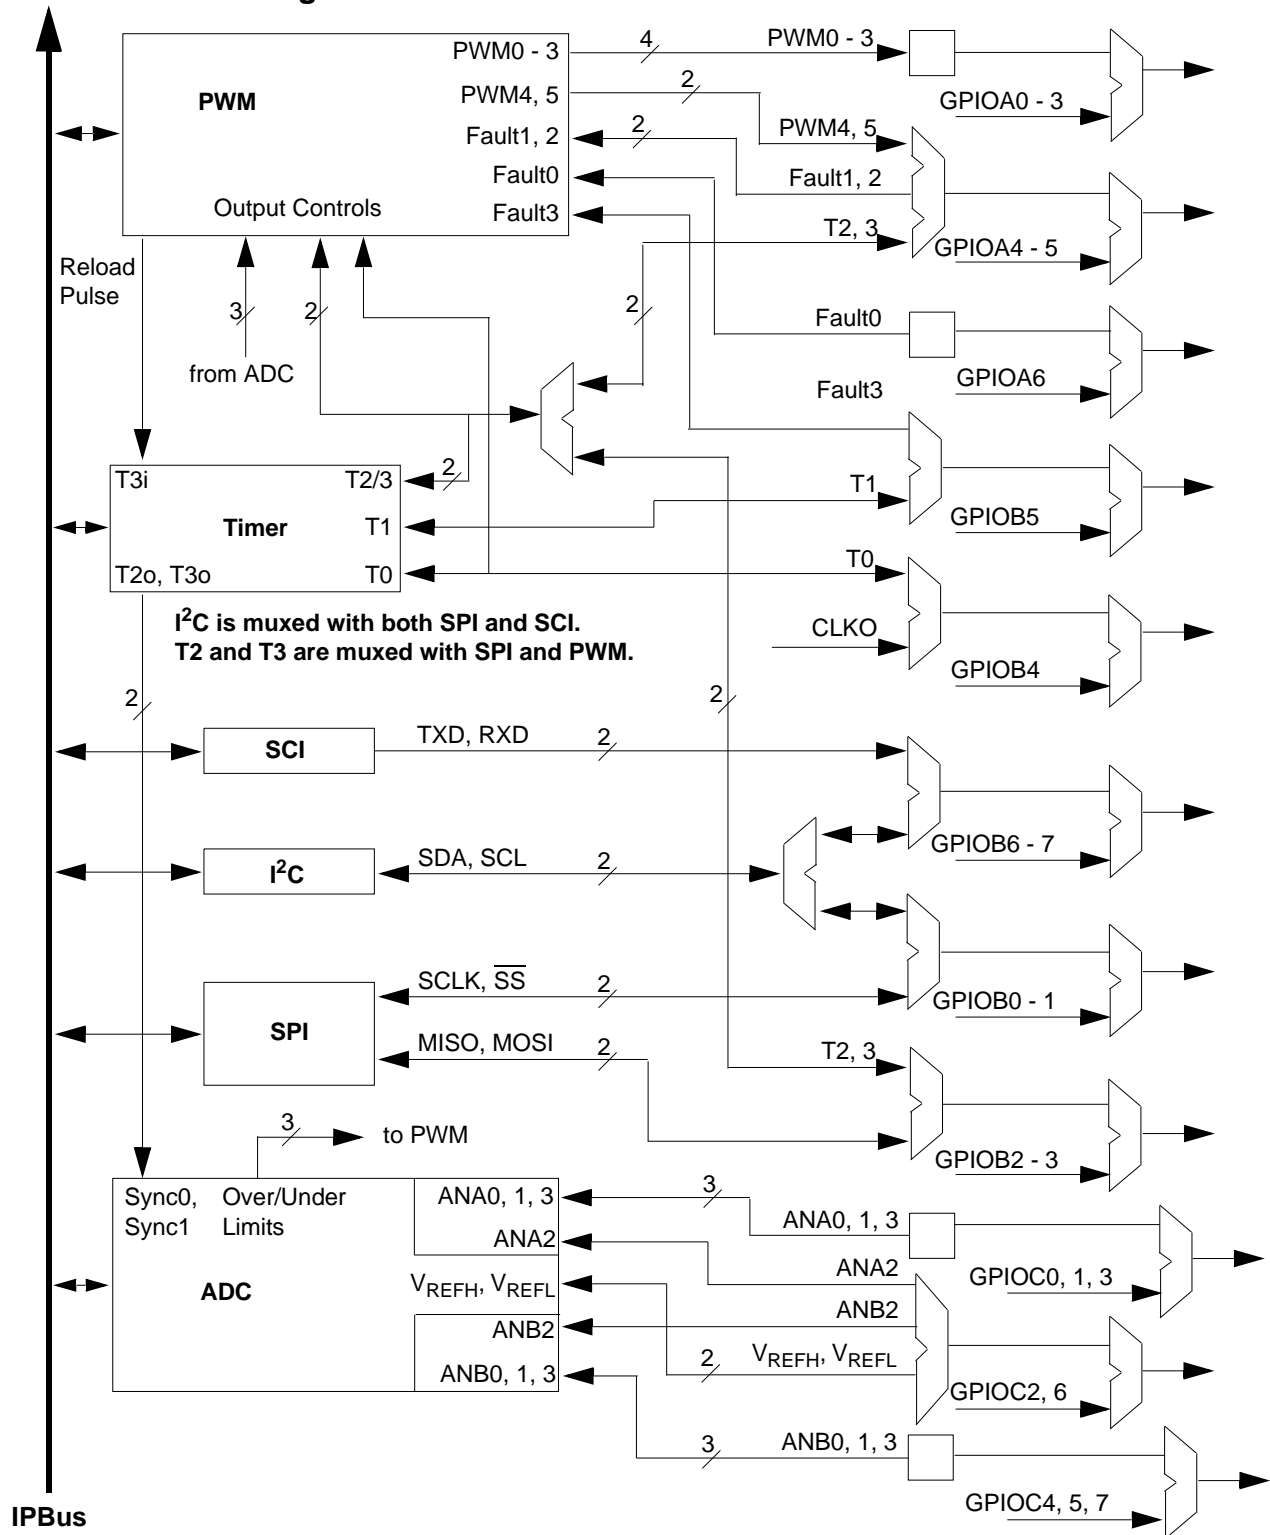 4
PWM0 - 3
PWM0 - 3
2
PWM
PWM4, 5
GPIOA0 - 3
2
Fault1, 2
PWM4, 5
Fault0
Fault1, 2
Output Controls
Fault3
T2, 3
GPIOA4 - 5
Reload
Pulse
3
2
2
Fault0
from ADC
GPIOA6
Fault3
T3i
T2/3
2
T1
Timer
T1
GPIOB5
T2o, T3o
T0
T0
I²C is muxed with both SPI and SCI.
T2 and T3 are muxed with SPI and PWM.
CLKO
GPIOB4
2
2
SCI
TXD, RXD
2
GPIOB6 - 7
I²C
SDA, SCL
2
SCLK, S̅S̅
2
GPIOB0 - 1
SPI
MISO, MOSI
2
T2, 3
3
to PWM
GPIOB2 - 3
Sync0,
Sync1
Over/Under
Limits
ANA0, 1, 3
3
ANA0, 1, 3
ANA2
ANA2
GPIOC0, 1, 3
ADC
VREFH, VREFL
ANB2
ANB2
2
VREFH, VREFL
ANB0, 1, 3
GPIOC2, 6
3
ANB0, 1, 3
GPIOC4, 5, 7
IPBus